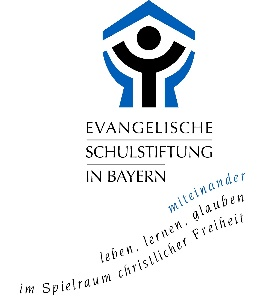 EVANGELISCHE
SCHULSTIFTUNG
IN BAYERN
miteinander
leben, lernen, glauben
im Spielraum christlicher Freiheit